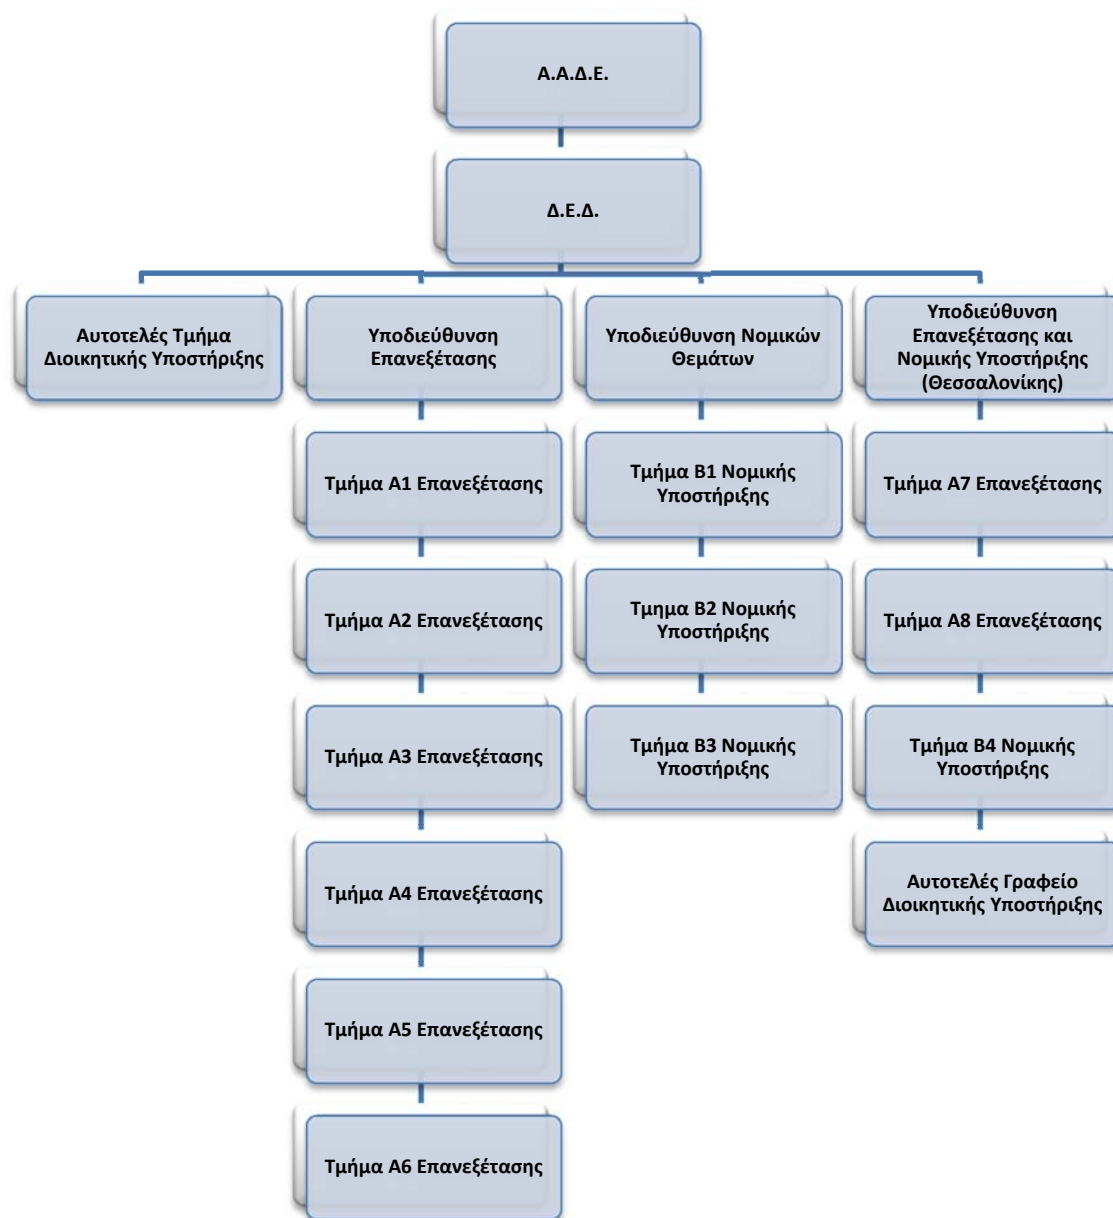 Α.Α.Δ.Ε.
Δ.Ε.Δ.
Αυτοτελές Τμήμα
Διοικητικής Υποστήριξης
Υποδιεύθυνση
Επανεξέτασης
Υποδιεύθυνση Νομικών
Θεμάτων
Υποδιεύθυνση
Επανεξέτασης και
Νομικής Υποστήριξης
(Θεσσαλονίκης)
Τμήμα Α1 Επανεξέτασης
Τμήμα Α2 Επανεξέτασης
Τμήμα Α3 Επανεξέτασης
Τμήμα Α4 Επανεξέτασης
Τμήμα Α5 Επανεξέτασης
Τμήμα Α6 Επανεξέτασης
Τμήμα Β1 Νομικής
Υποστήριξης
Τμημα Β2 Νομικής
Υποστήριξης
Τμήμα Β3 Νομικής
Υποστήριξης
Τμήμα Α7 Επανεξέτασης
Τμήμα Α8 Επανεξέτασης
Τμήμα Β4 Νομικής
Υποστήριξης
Αυτοτελές Γραφείο
Διοικητικής Υποστήριξης